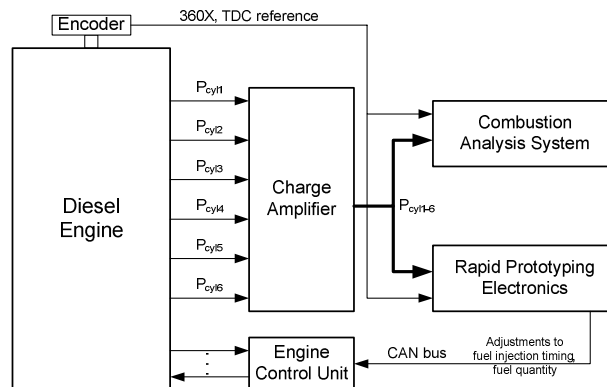 Encoder
360X, TDC reference
Pcyl1
Pcyl2
Pcyl3
Pcyl4
Pcyl5
Pcyl6
Diesel
Engine
Charge
Amplifier
Pcyl1-6
Combustion
Analysis System
Rapid Prototyping
Electronics
Engine
Control Unit
CAN bus
Adjustments to
fuel injection timing,
fuel quantity